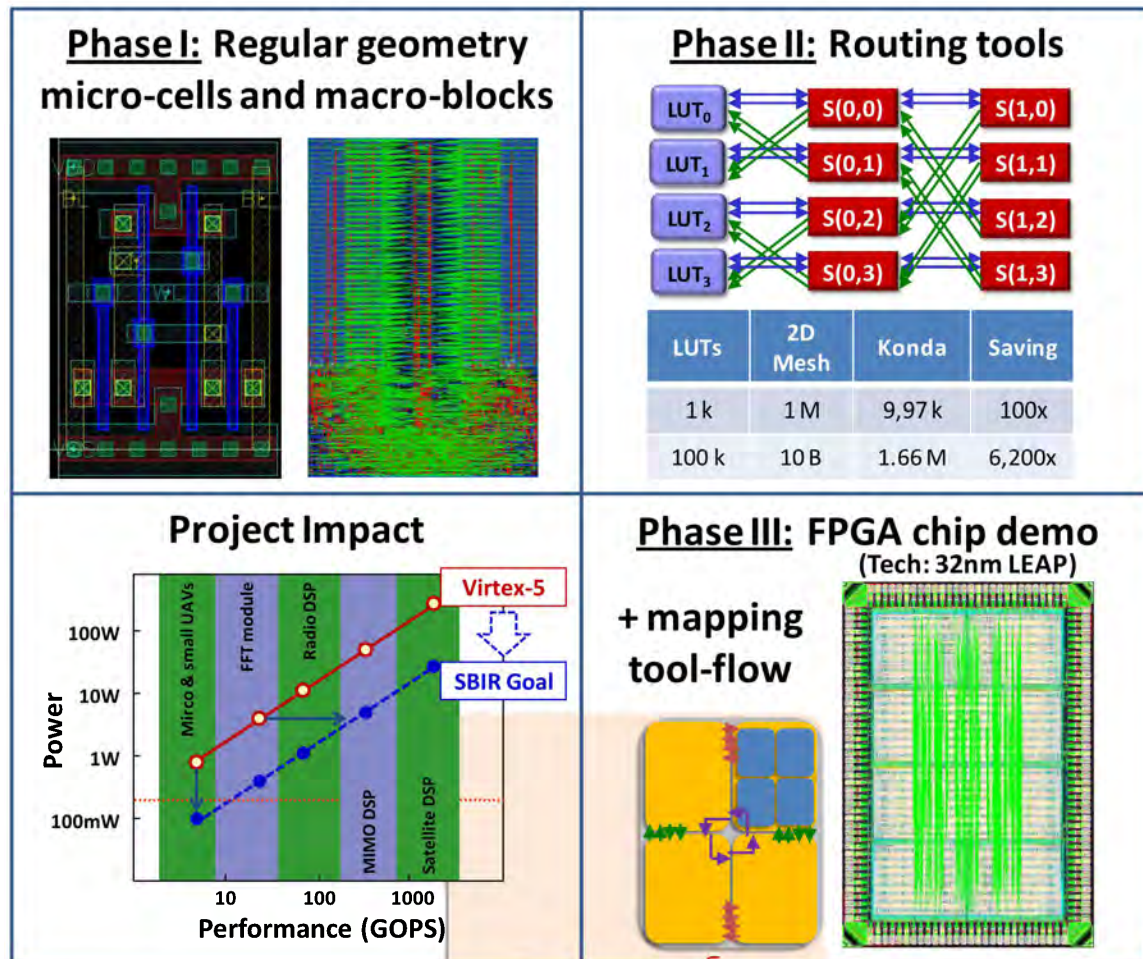 Phase I: Regular geometry
micro-cells and macro-blocks
WL
Phase II: Routing tools
LUT₀ S(0,0) S(1,0)
LUT₁ S(0,1) S(1,1)
LUT₂ S(0,2) S(1,2)
LUT₃ S(0,3) S(1,3)
LUTs 2D Mesh Konda Saving
1 k 1 M 9,97 k 100x
100 k 10 B 1.66 M 6,200x
Project Impact
Power
100W
10W
1W
100mW
Mirco & small UAVs
FFT module
Radio DSP
MIMO DSP
Satellite DSP
Virtex-5
SBIR Goal
10 100 1000
Performance (GOPS)
Phase III: FPGA chip demo
(Tech: 32nm LEAP)
+ mapping
tool-flow